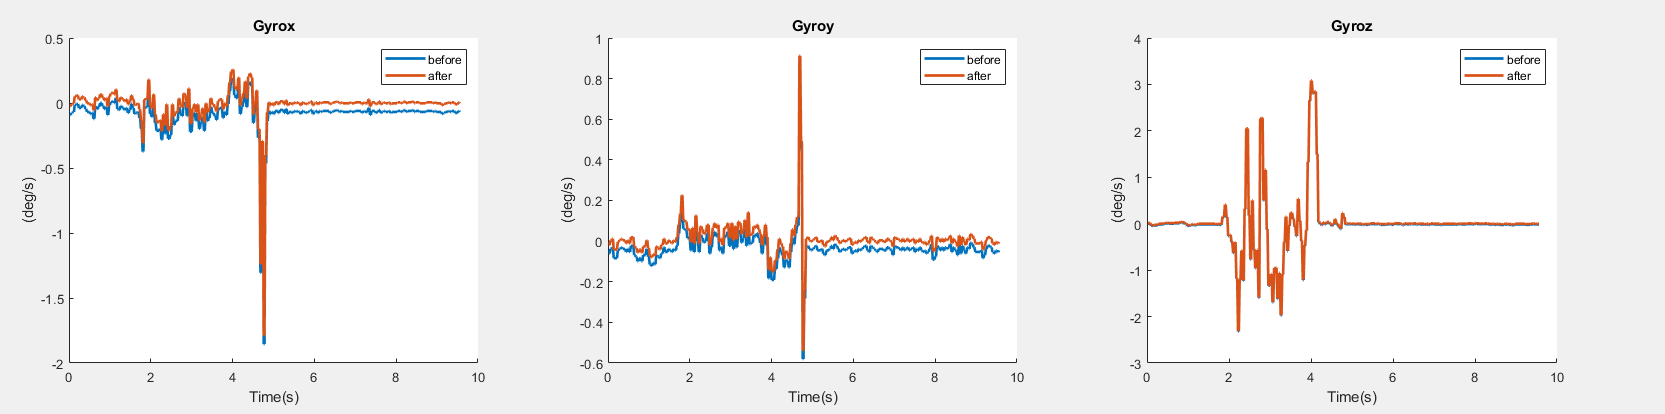 Gyrox
0.5
0
-0.5
-1
-1.5
-2
(deg/s)
before
after
0 2 4 6 8 10
Time(s)
Gyroy
1
0.8
0.6
0.4
0.2
0
-0.2
-0.4
-0.6
(deg/s)
before
after
0 2 4 6 8 10
Time(s)
Gyroz
4
3
2
1
0
-1
-2
-3
(deg/s)
before
after
0 2 4 6 8 10
Time(s)